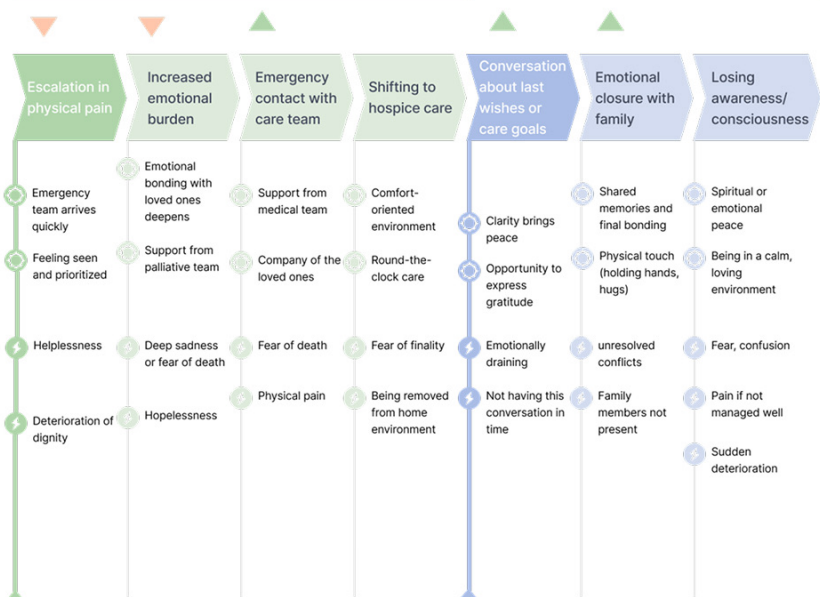 Escalation in
physical pain
Increased
emotional
burden
Emergency
contact with
care team
Shifting to
hospice care
Conversation
about last
wishes or
care goals
Emotional
closure with
family
Losing
awareness/
consciousness
Emergency
team arrives
quickly
Feeling seen
and prioritized
Helplessness
Deterioration of
dignity
Emotional
bonding with
loved ones
deepens
Support from
palliative team
Deep sadness
or fear of death
Hopelessness
Support from
medical team
Company of the
loved ones
Fear of death
Physical pain
Comfort-
oriented
environment
Round-the-
clock care
Fear of finality
Being removed
from home
environment
Clarity brings
peace
Opportunity to
express
gratitude
Emotionally
draining
Not having this
conversation in
time
Shared
memories and
final bonding
Physical touch
(holding hands,
hugs)
unresolved
conflicts
Family
members not
present
Spiritual or
emotional
peace
Being in a calm,
loving
environment
Fear, confusion
Pain if not
managed well
Sudden
deterioration